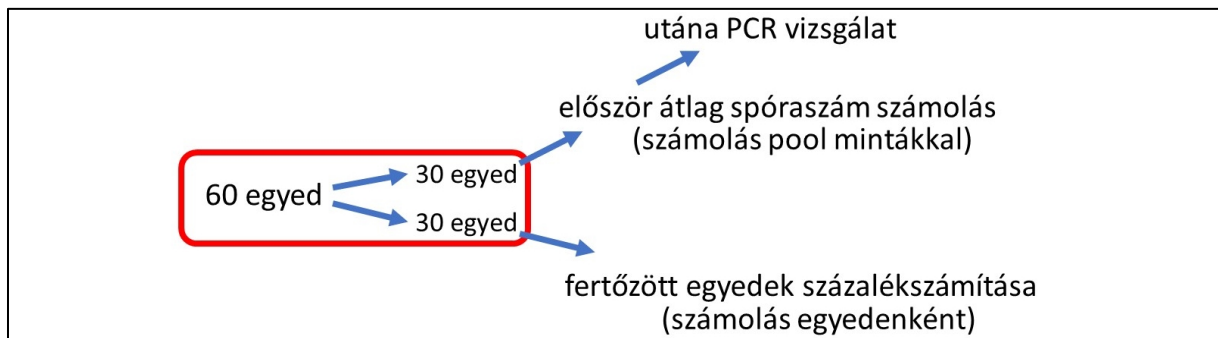 utána PCR vizsgálat
először átlag spóraszám számolás
(számolás pool mintákkal)
60 egyed
30 egyed
30 egyed
fertőzött egyedek százalékszámítása
(számolás egyedenként)